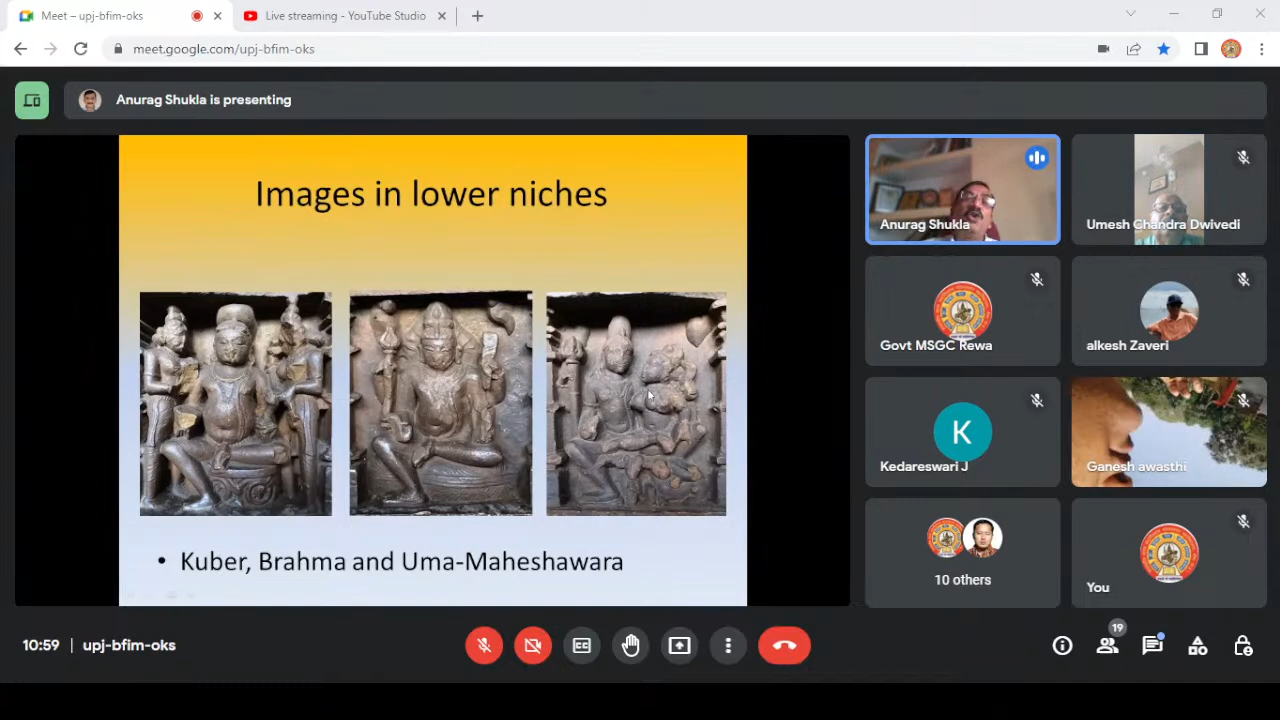 Meet – upj-bfim-oks
Live streaming - YouTube Studio
meet.google.com/upj-bfim-oks
Anurag Shukla is presenting
Images in lower niches
• Kuber, Brahma and Uma-Maheshawara
Anurag Shukla
Umesh Chandra Dwivedi
Govt MSGC Rewa
alkesh Zaveri
K
Kedareswari J
Ganesh awasthi
10 others
You
10:59 | upj-bfim-oks
CC
19